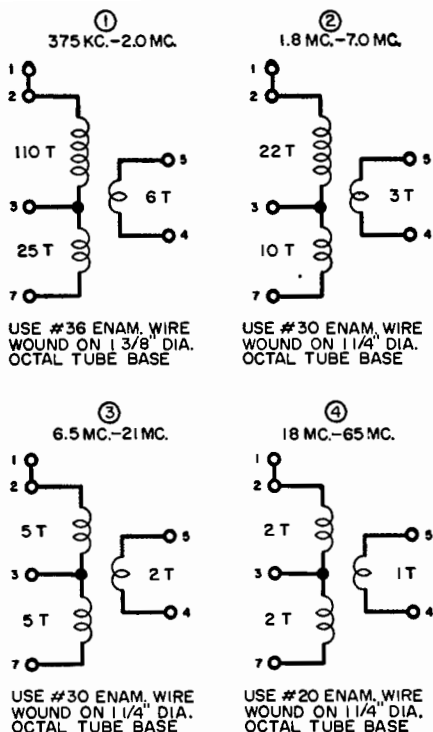 ①
375 KC.-2.0 MC.
1
2
110 T
3
25 T
7
5
6 T
4
USE #36 ENAM. WIRE
WOUND ON 1 3/8" DIA.
OCTAL TUBE BASE
②
1.8 MC.-7.0 MC.
1
2
22 T
3
10 T
7
5
3 T
4
USE #30 ENAM. WIRE
WOUND ON 1 1/4" DIA.
OCTAL TUBE BASE
③
6.5 MC.-21 MC.
1
2
5 T
3
5 T
7
5
2 T
4
USE #30 ENAM. WIRE
WOUND ON 1 1/4" DIA.
OCTAL TUBE BASE
④
18 MC.-65 MC.
1
2
2 T
3
2 T
7
5
1 T
4
USE #20 ENAM. WIRE
WOUND ON 1 1/4" DIA.
OCTAL TUBE BASE